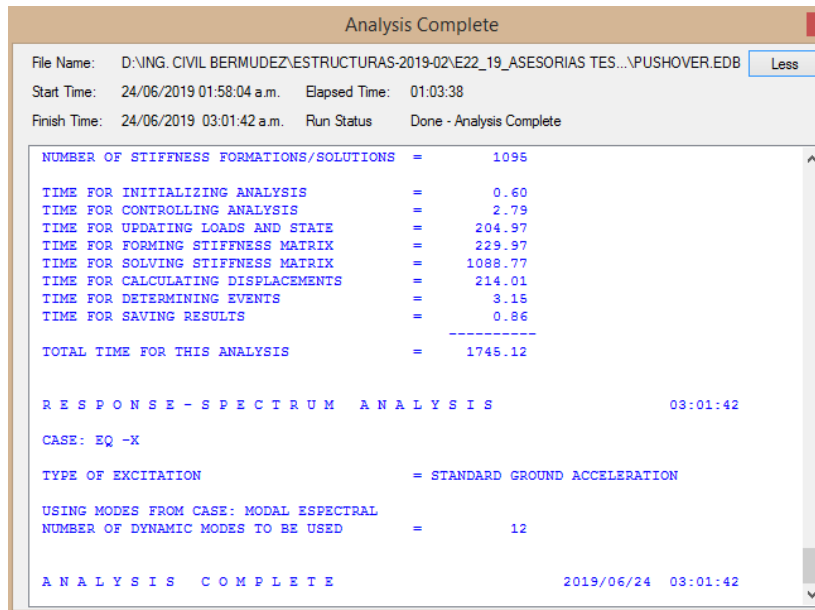 Analysis Complete
File Name: D:\ING. CIVIL BERMUDEZ\ESTRUCTURAS-2019-02\E22_19_ASESORIAS TES...\PUSHOVER.EDB Less
Start Time: 24/06/2019 01:58:04 a.m. Elapsed Time: 01:03:38
Finish Time: 24/06/2019 03:01:42 a.m. Run Status Done - Analysis Complete
NUMBER OF STIFFNESS FORMATIONS/SOLUTIONS = 1095
TIME FOR INITIALIZING ANALYSIS = 0.60
TIME FOR CONTROLLING ANALYSIS = 2.79
TIME FOR UPDATING LOADS AND STATE = 204.97
TIME FOR FORMING STIFFNESS MATRIX = 229.97
TIME FOR SOLVING STIFFNESS MATRIX = 1088.77
TIME FOR CALCULATING DISPLACEMENTS = 214.01
TIME FOR DETERMINING EVENTS = 3.15
TIME FOR SAVING RESULTS = 0.86
----------
TOTAL TIME FOR THIS ANALYSIS = 1745.12
R E S P O N S E - S P E C T R U M A N A L Y S I S 03:01:42
CASE: EQ -X
TYPE OF EXCITATION = STANDARD GROUND ACCELERATION
USING MODES FROM CASE: MODAL ESPECTRAL
NUMBER OF DYNAMIC MODES TO BE USED = 12
A N A L Y S I S C O M P L E T E 2019/06/24 03:01:42